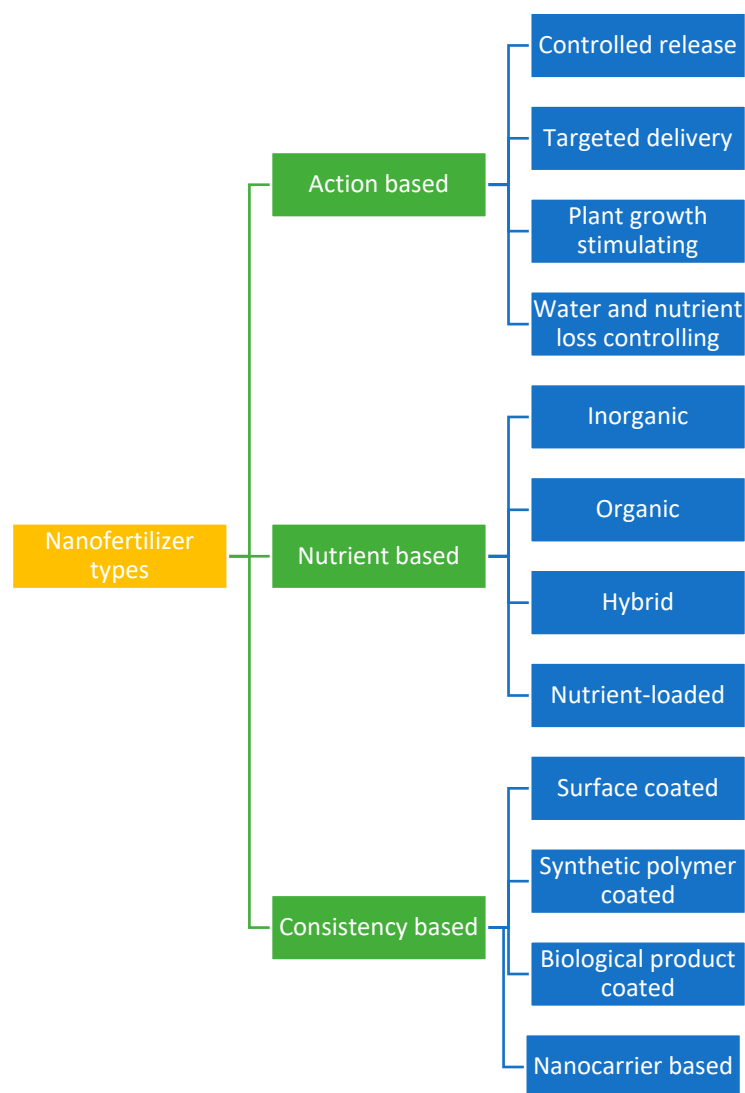 Nanofertilizer
types
Action based
Controlled release
Targeted delivery
Plant growth
stimulating
Water and nutrient
loss controlling
Nutrient based
Inorganic
Organic
Hybrid
Nutrient-loaded
Consistency based
Surface coated
Synthetic polymer
coated
Biological product
coated
Nanocarrier based